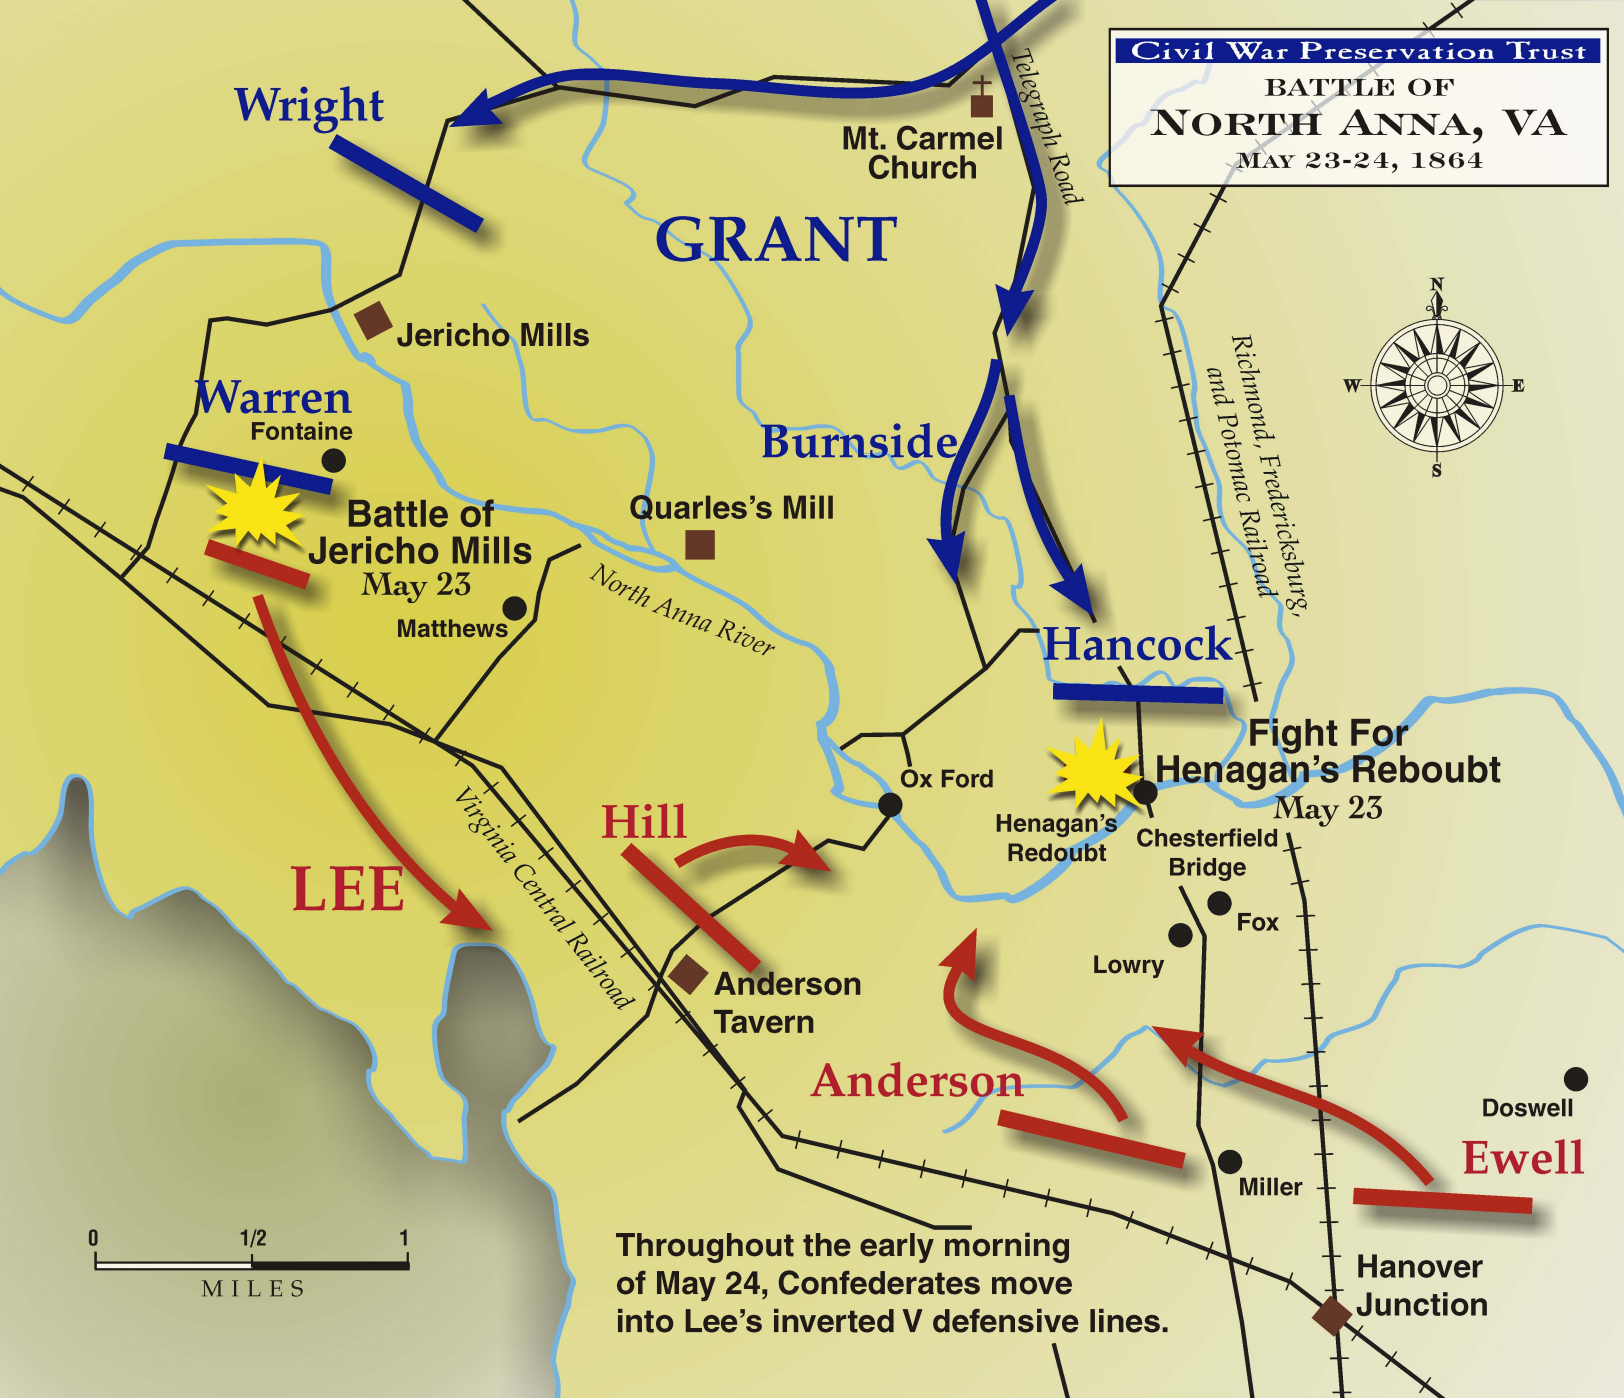 Civil War Preservation Trust
BATTLE OF
NORTH ANNA, VA
MAY 23-24, 1864
Wright
Telegraph Road
Mt. Carmel
Church
GRANT
N
W
E
S
Jericho Mills
Richmond, Fredericksburg,
and Potomac Railroad
Warren
Fontaine
Burnside
Battle of
Jericho Mills
May 23
Quarles's Mill
Matthews
North Anna River
Hancock
Fight For
Henagan's Reboubt
May 23
Ox Ford
Henagan's
Redoubt
Chesterfield
Bridge
Hill
Virginia Central Railroad
LEE
Fox
Lowry
Anderson
Tavern
Anderson
Doswell
Ewell
Miller
0 1/2 1
MILES
Throughout the early morning
of May 24, Confederates move
into Lee's inverted V defensive lines.
Hanover
Junction